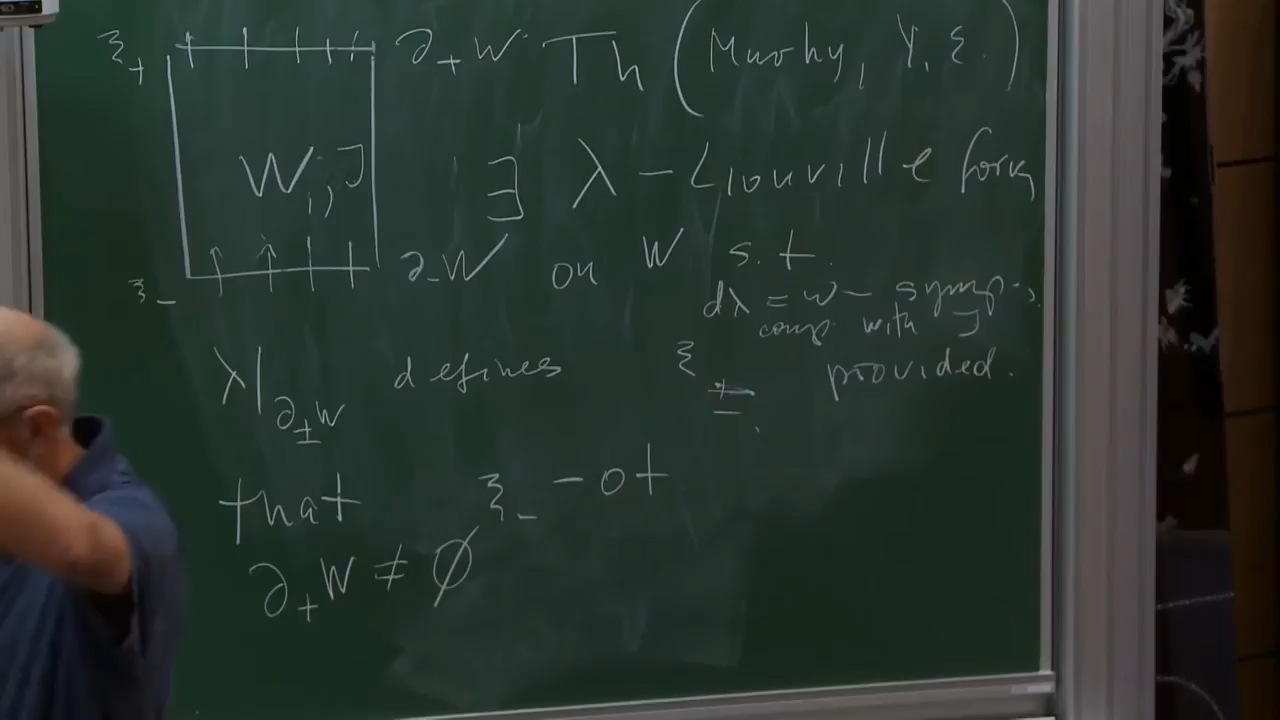 ξ₊ ∂₊W Th (Murphy, Y.E.)
W, J ∃ λ – Liouville form
ξ₋ ∂₋W on W s.t.
dλ = ω – symp. s.
comp. with J
λ|∂±W defines ξ± provided.
that ξ₋ – ot
∂₊W ≠ ∅